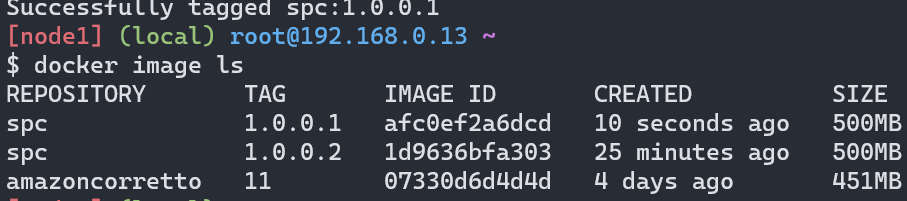 Successfully tagged spc:1.0.0.1
[node1] (local) root@192.168.0.13 ~
$ docker image ls
REPOSITORY TAG IMAGE ID CREATED SIZE
spc 1.0.0.1 afc0ef2a6dcd 10 seconds ago 500MB
spc 1.0.0.2 1d9636bfa303 25 minutes ago 500MB
amazoncorretto 11 07330d6d4d4d 4 days ago 451MB